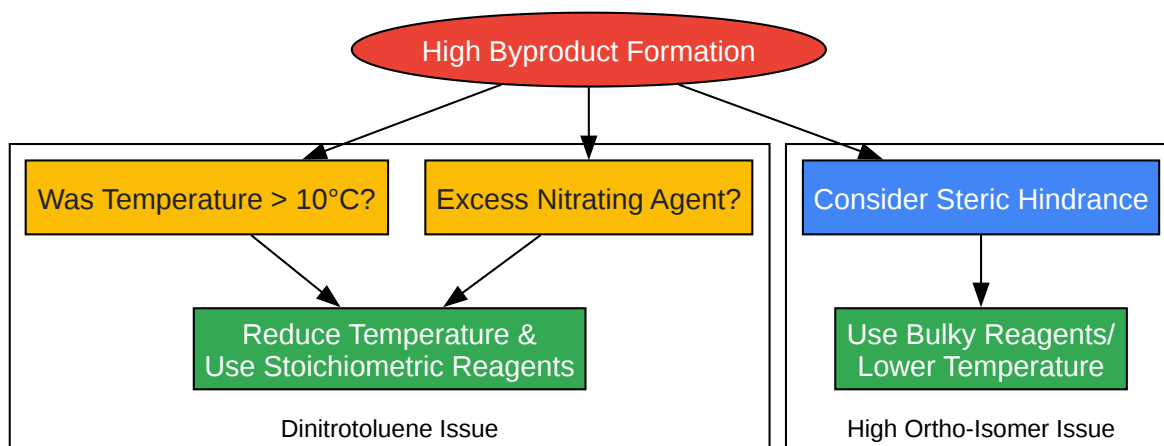 High Byproduct Formation
Was Temperature > 10°C?
Excess Nitrating Agent?
Consider Steric Hindrance
Reduce Temperature &
Use Stoichiometric Reagents
Use Bulky Reagents/
Lower Temperature
Dinitrotoluene Issue
High Ortho-Isomer Issue